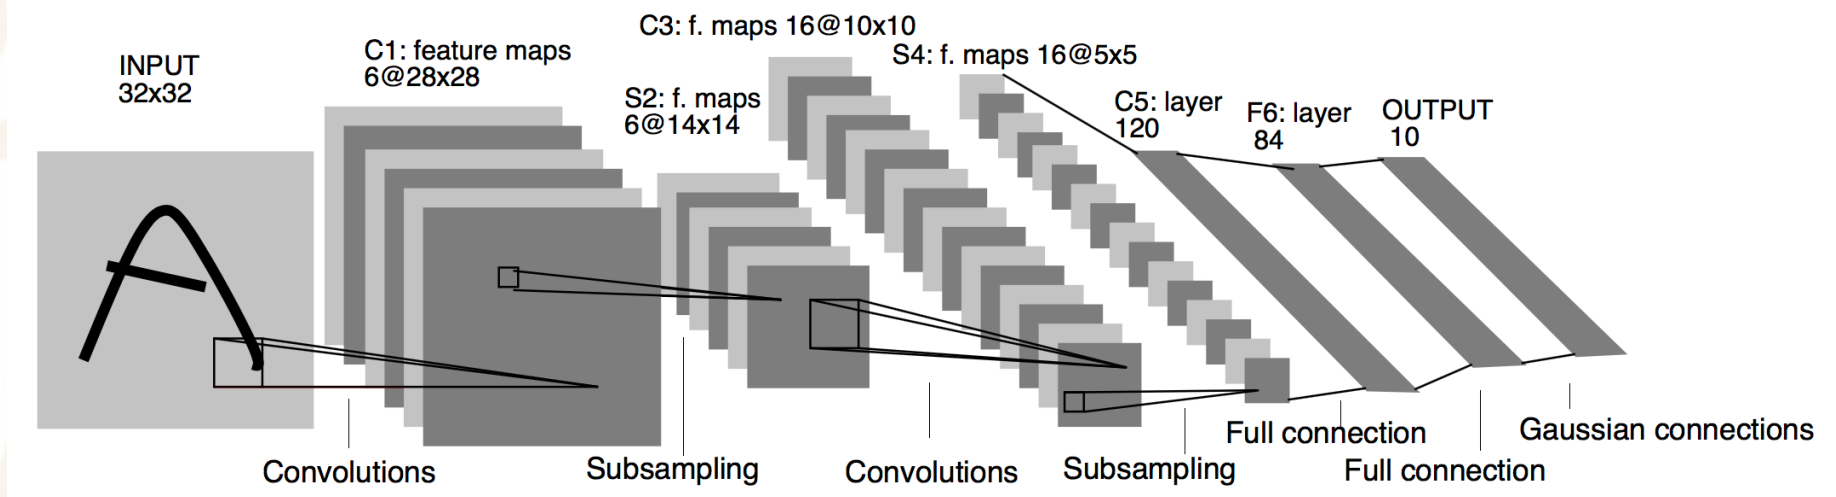 INPUT
32x32
C1: feature maps
6@28x28
S2: f. maps
6@14x14
C3: f. maps 16@10x10
S4: f. maps 16@5x5
C5: layer
120
F6: layer
84
OUTPUT
10
Convolutions
Subsampling
Convolutions
Subsampling
Full connection
Full connection
Gaussian connections